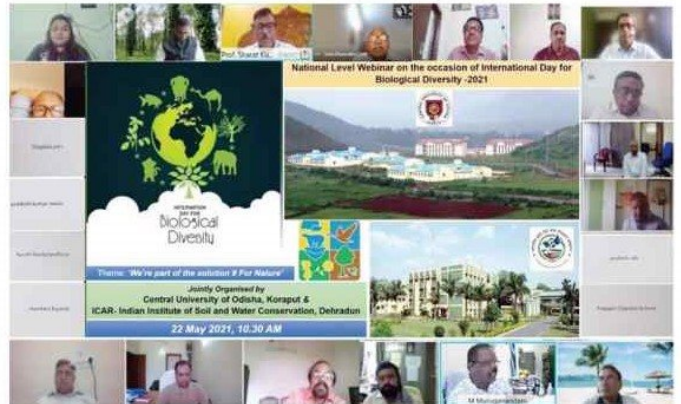 Prof. Sharat Ku.
National Level Webinar on the occasion of International Day for
Biological Diversity -2021
INTERNATION
DAY FOR
Biological
Diversity
Theme: 'We're part of the solution # For Nature'
Jointly Organised by
Central University of Odisha, Koraput &
ICAR- Indian Institute of Soil and Water Conservation, Dehradun
22 May 2021, 10.30 AM
M Muruganandam